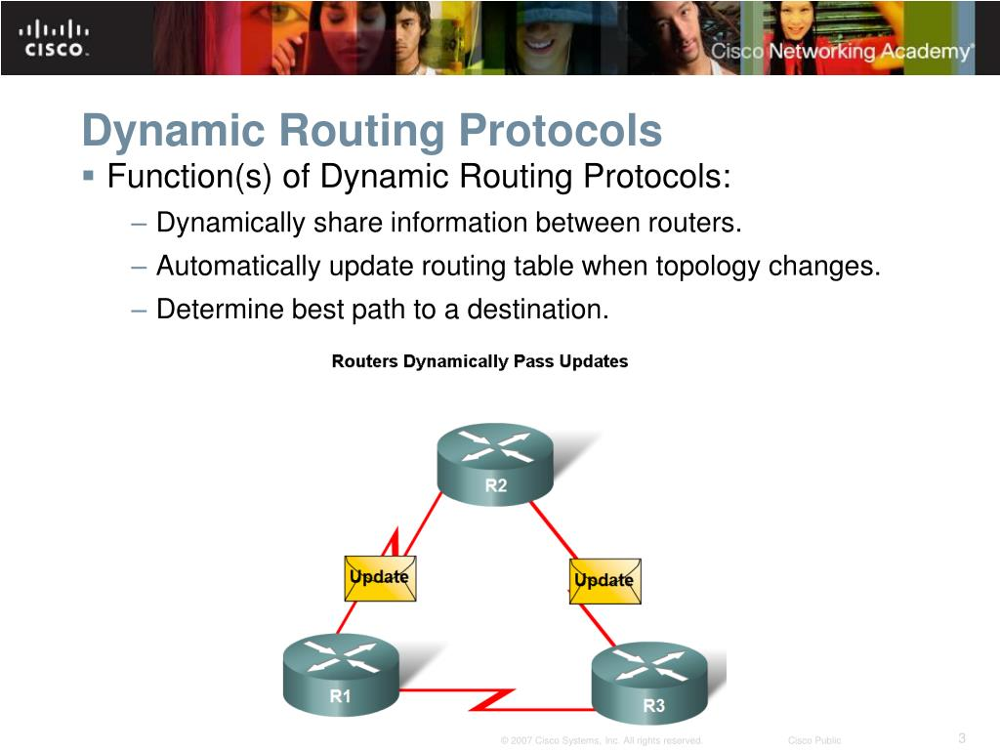 CISCO
Cisco Networking Academy®
Dynamic Routing Protocols
▪ Function(s) of Dynamic Routing Protocols:
– Dynamically share information between routers.
– Automatically update routing table when topology changes.
– Determine best path to a destination.
Routers Dynamically Pass Updates
R2
Update
Update
R1
R3
© 2007 Cisco Systems, Inc. All rights reserved.
Cisco Public
3